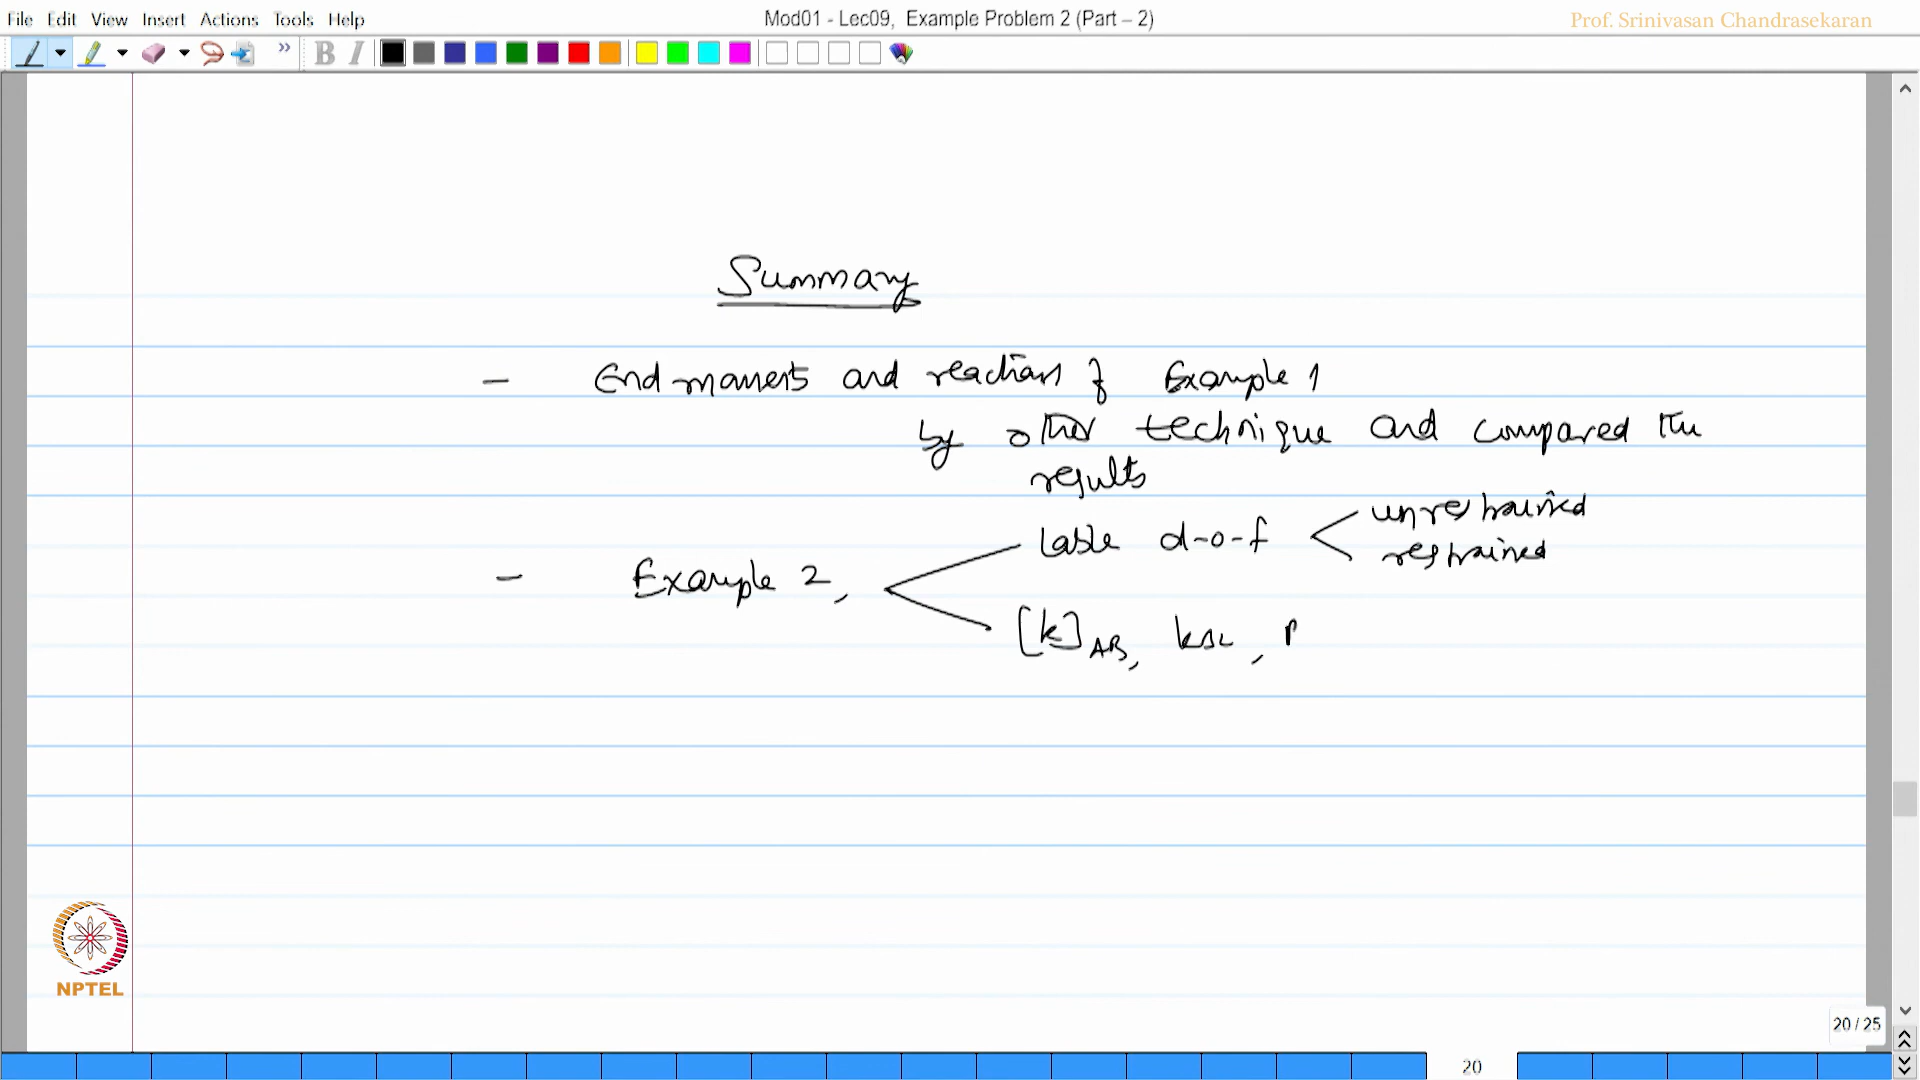 File Edit View Insert Actions Tools Help
Mod01 - Lec09, Example Problem 2 (Part – 2)
Prof. Srinivasan Chandrasekaran
B I
Summary
– End moments and reactions of Example 1
by other technique and compared the
results
– Example 2, lable d-o-f unrestrained
restrained
[k]AB, kBC,
NPTEL
20 / 25
20